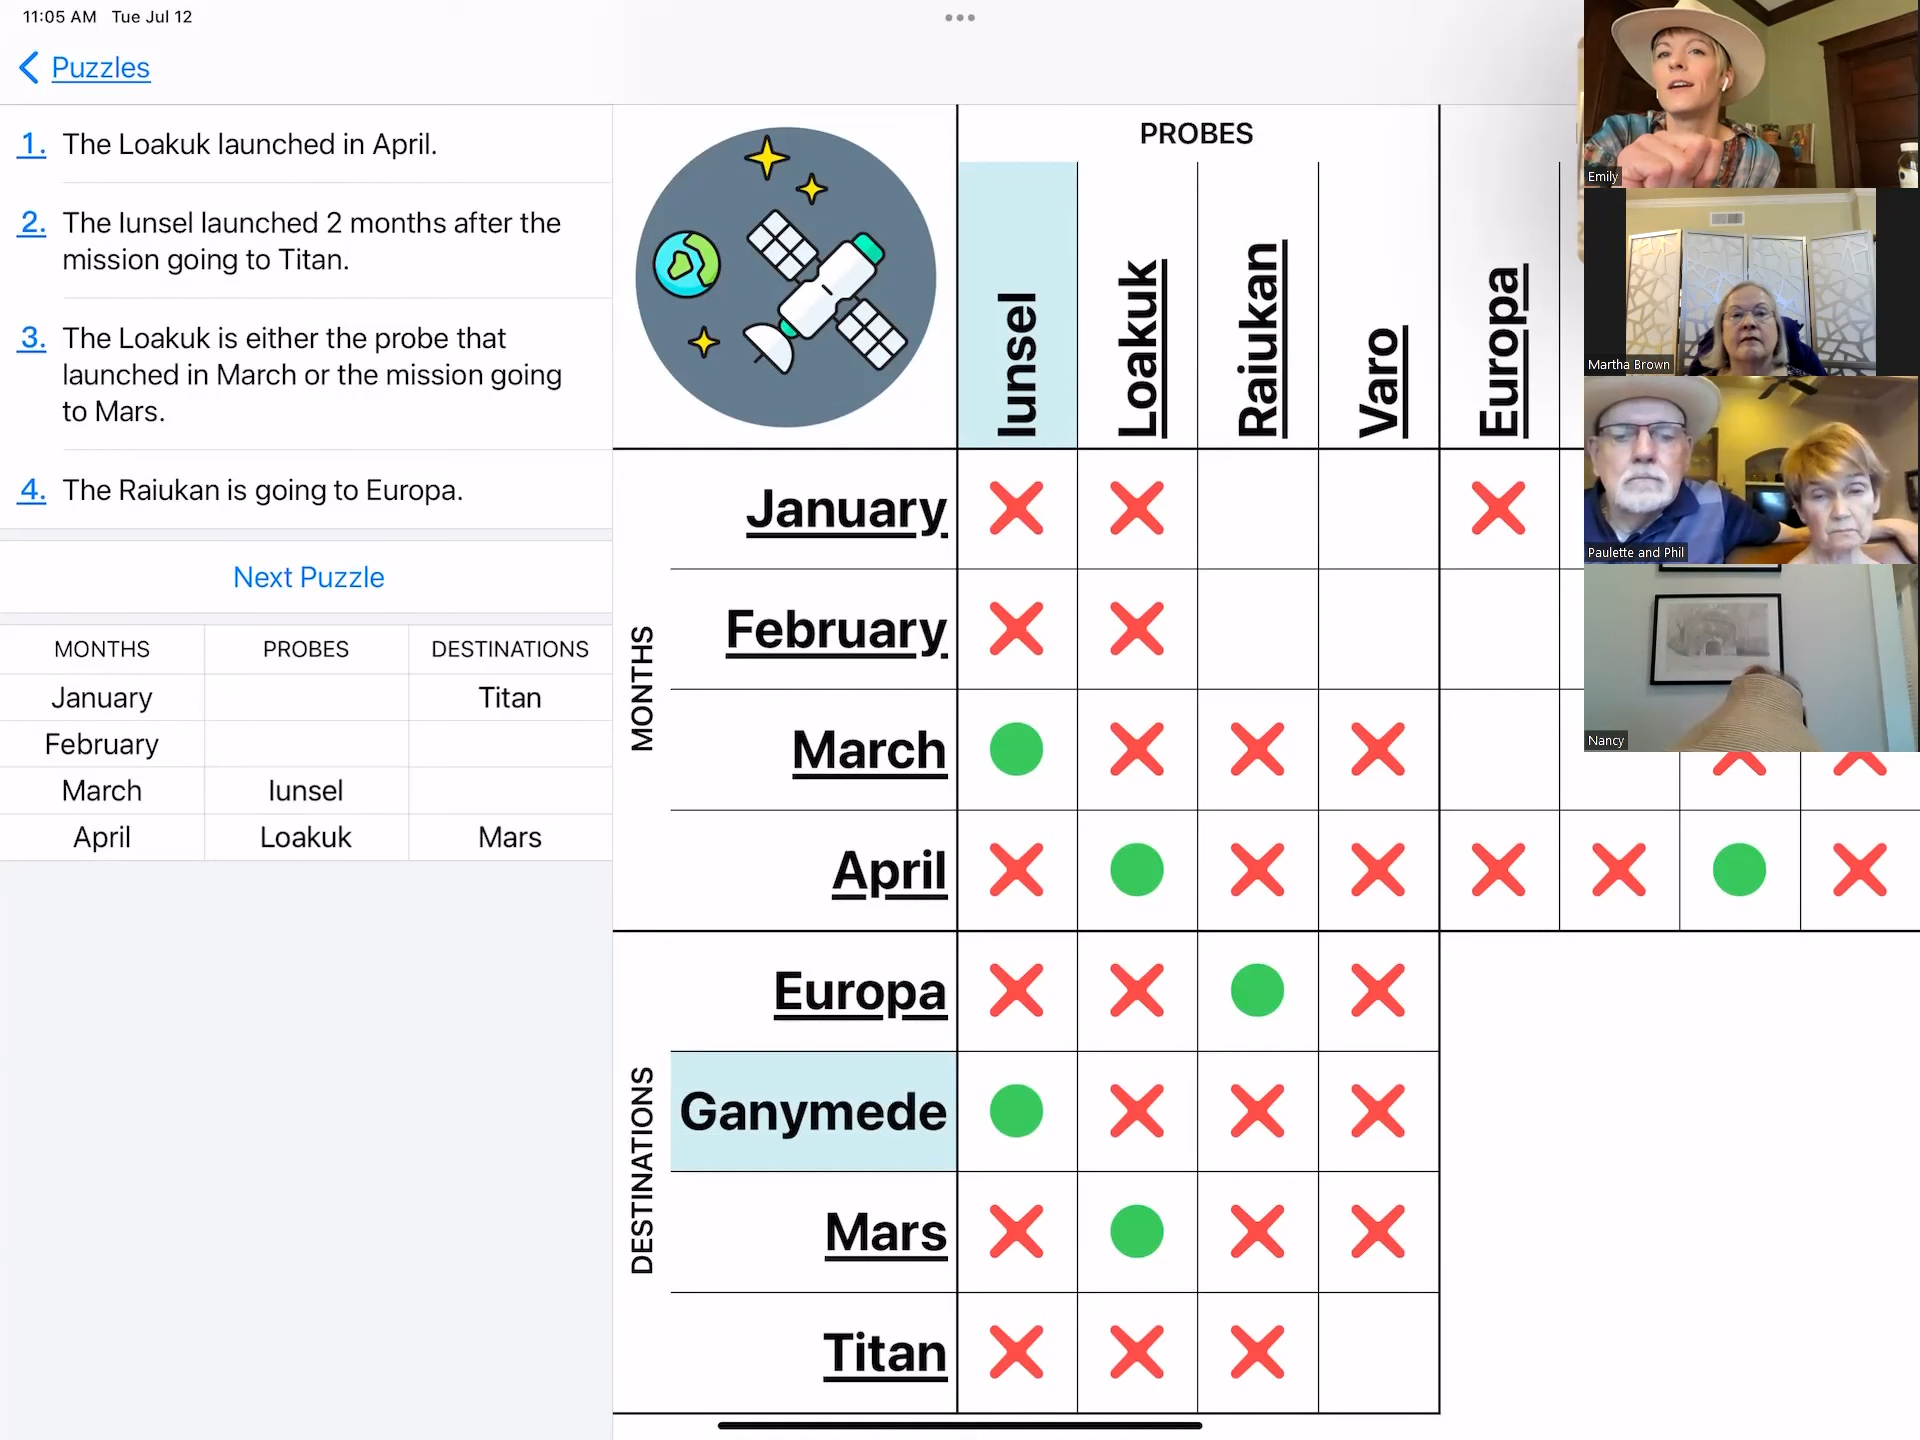 11:05 AM Tue Jul 12
Puzzles
1. The Loakuk launched in April.
2. The Iunsel launched 2 months after the
mission going to Titan.
3. The Loakuk is either the probe that
launched in March or the mission going
to Mars.
4. The Raiukan is going to Europa.
Next Puzzle
MONTHS PROBES DESTINATIONS
January Titan
February
March Iunsel
April Loakuk Mars
PROBES
Iunsel
Loakuk
Raiukan
Varo
Europa
MONTHS
January
February
March
April
DESTINATIONS
Europa
Ganymede
Mars
Titan
Emily
Martha Brown
Paulette and Phil
Nancy